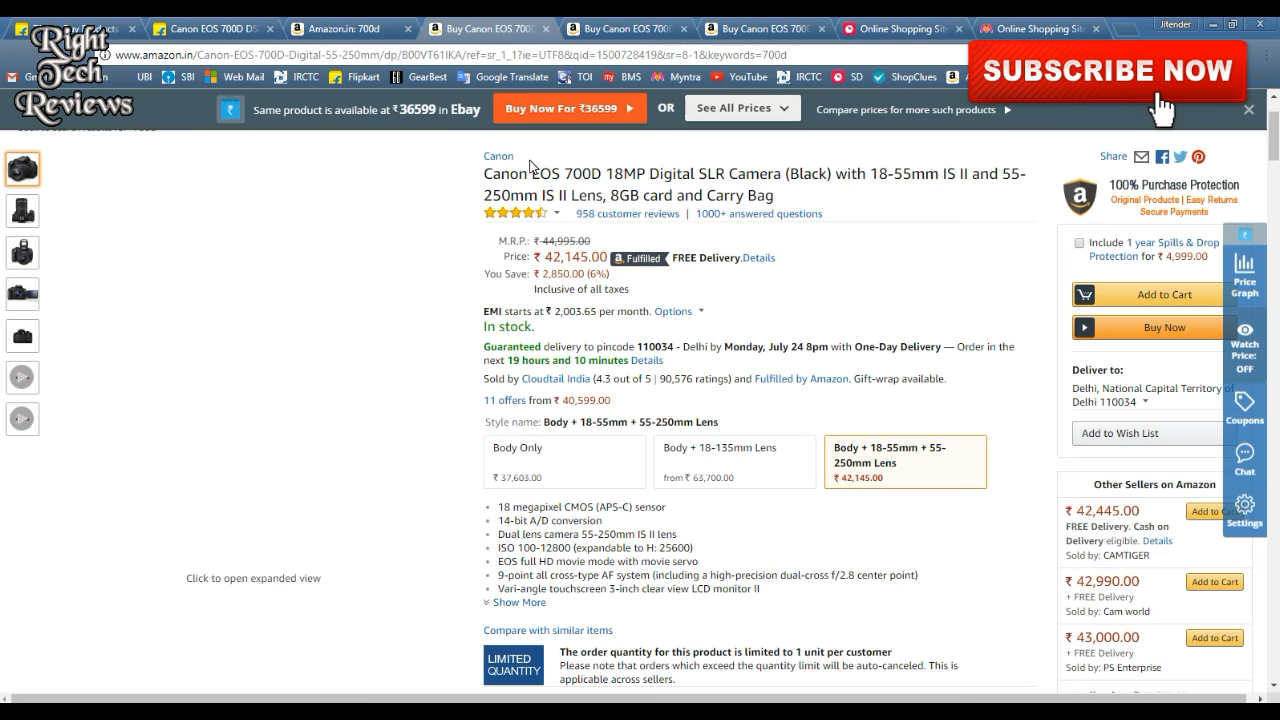 Buy Canon EOS 700
Canon EOS 700D DS
Amazon.in: 700d
Buy Canon EOS 700
Buy Canon EOS 700
Buy Canon EOS 700
Online Shopping Site
Online Shopping Site
Jitender
www.amazon.in/Canon-EOS-700D-Digital-55-250mm/dp/B00VT61IKA/ref=sr_1_1?ie=UTF8&qid=1500728419&sr=8-1&keywords=700d
UBI
SBI
Web Mail
IRCTC
Flipkart
GearBest
Google Translate
TOI
BMS
Myntra
YouTube
IRCTC
SD
ShopClues
Right
Tech
Reviews
SUBSCRIBE NOW
Same product is available at ₹36599 in Ebay
Buy Now For ₹36599
OR
See All Prices
Compare prices for more such products
Canon
Canon EOS 700D 18MP Digital SLR Camera (Black) with 18-55mm IS II and 55-
250mm IS II Lens, 8GB card and Carry Bag
958 customer reviews | 1000+ answered questions
M.R.P.: ₹ 44,995.00
Price: ₹ 42,145.00 Fulfilled FREE Delivery.Details
You Save: ₹ 2,850.00 (6%)
Inclusive of all taxes
EMI starts at ₹ 2,003.65 per month. Options
In stock.
Guaranteed delivery to pincode 110034 - Delhi by Monday, July 24 8pm with One-Day Delivery — Order in the
next 19 hours and 10 minutes Details
Sold by Cloudtail India (4.3 out of 5 | 90,576 ratings) and Fulfilled by Amazon. Gift-wrap available.
11 offers from ₹ 40,599.00
Style name: Body + 18-55mm + 55-250mm Lens
Body Only
₹ 37,603.00
Body + 18-135mm Lens
from ₹ 63,700.00
Body + 18-55mm + 55-
250mm Lens
₹ 42,145.00
18 megapixel CMOS (APS-C) sensor
14-bit A/D conversion
Dual lens camera 55-250mm IS II lens
ISO 100-12800 (expandable to H: 25600)
EOS full HD movie mode with movie servo
9-point all cross-type AF system (including a high-precision dual-cross f/2.8 center point)
Vari-angle touchscreen 3-inch clear view LCD monitor II
Show More
Compare with similar items
LIMITED
QUANTITY
The order quantity for this product is limited to 1 unit per customer
Please note that orders which exceed the quantity limit will be auto-canceled. This is
applicable across sellers.
Click to open expanded view
Share
100% Purchase Protection
Original Products | Easy Returns
Secure Payments
Include 1 year Spills & Drop
Protection for ₹ 4,999.00
Add to Cart
Buy Now
Deliver to:
Delhi, National Capital Territory of
Delhi 110034
Add to Wish List
Other Sellers on Amazon
₹ 42,445.00
Add to
FREE Delivery. Cash on
Delivery eligible. Details
Sold by: CAMTIGER
₹ 42,990.00
Add to Cart
+ FREE Delivery
Sold by: Cam world
₹ 43,000.00
Add to Cart
+ FREE Delivery
Sold by: PS Enterprise
Price
Graph
Watch
Price:
OFF
Coupons
Chat
Settings